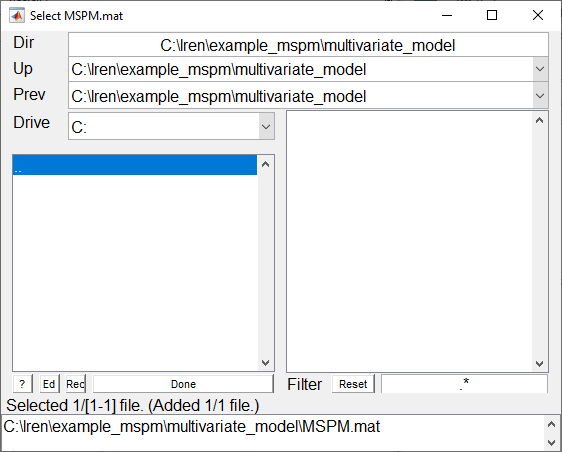 Select MSPM.mat
Dir C:\lren\example_mspm\multivariate_model
Up C:\lren\example_mspm\multivariate_model
Prev C:\lren\example_mspm\multivariate_model
Drive C:
..
? Ed Rec Done Filter Reset .*
Selected 1/[1-1] file. (Added 1/1 file.)
C:\lren\example_mspm\multivariate_model\MSPM.mat